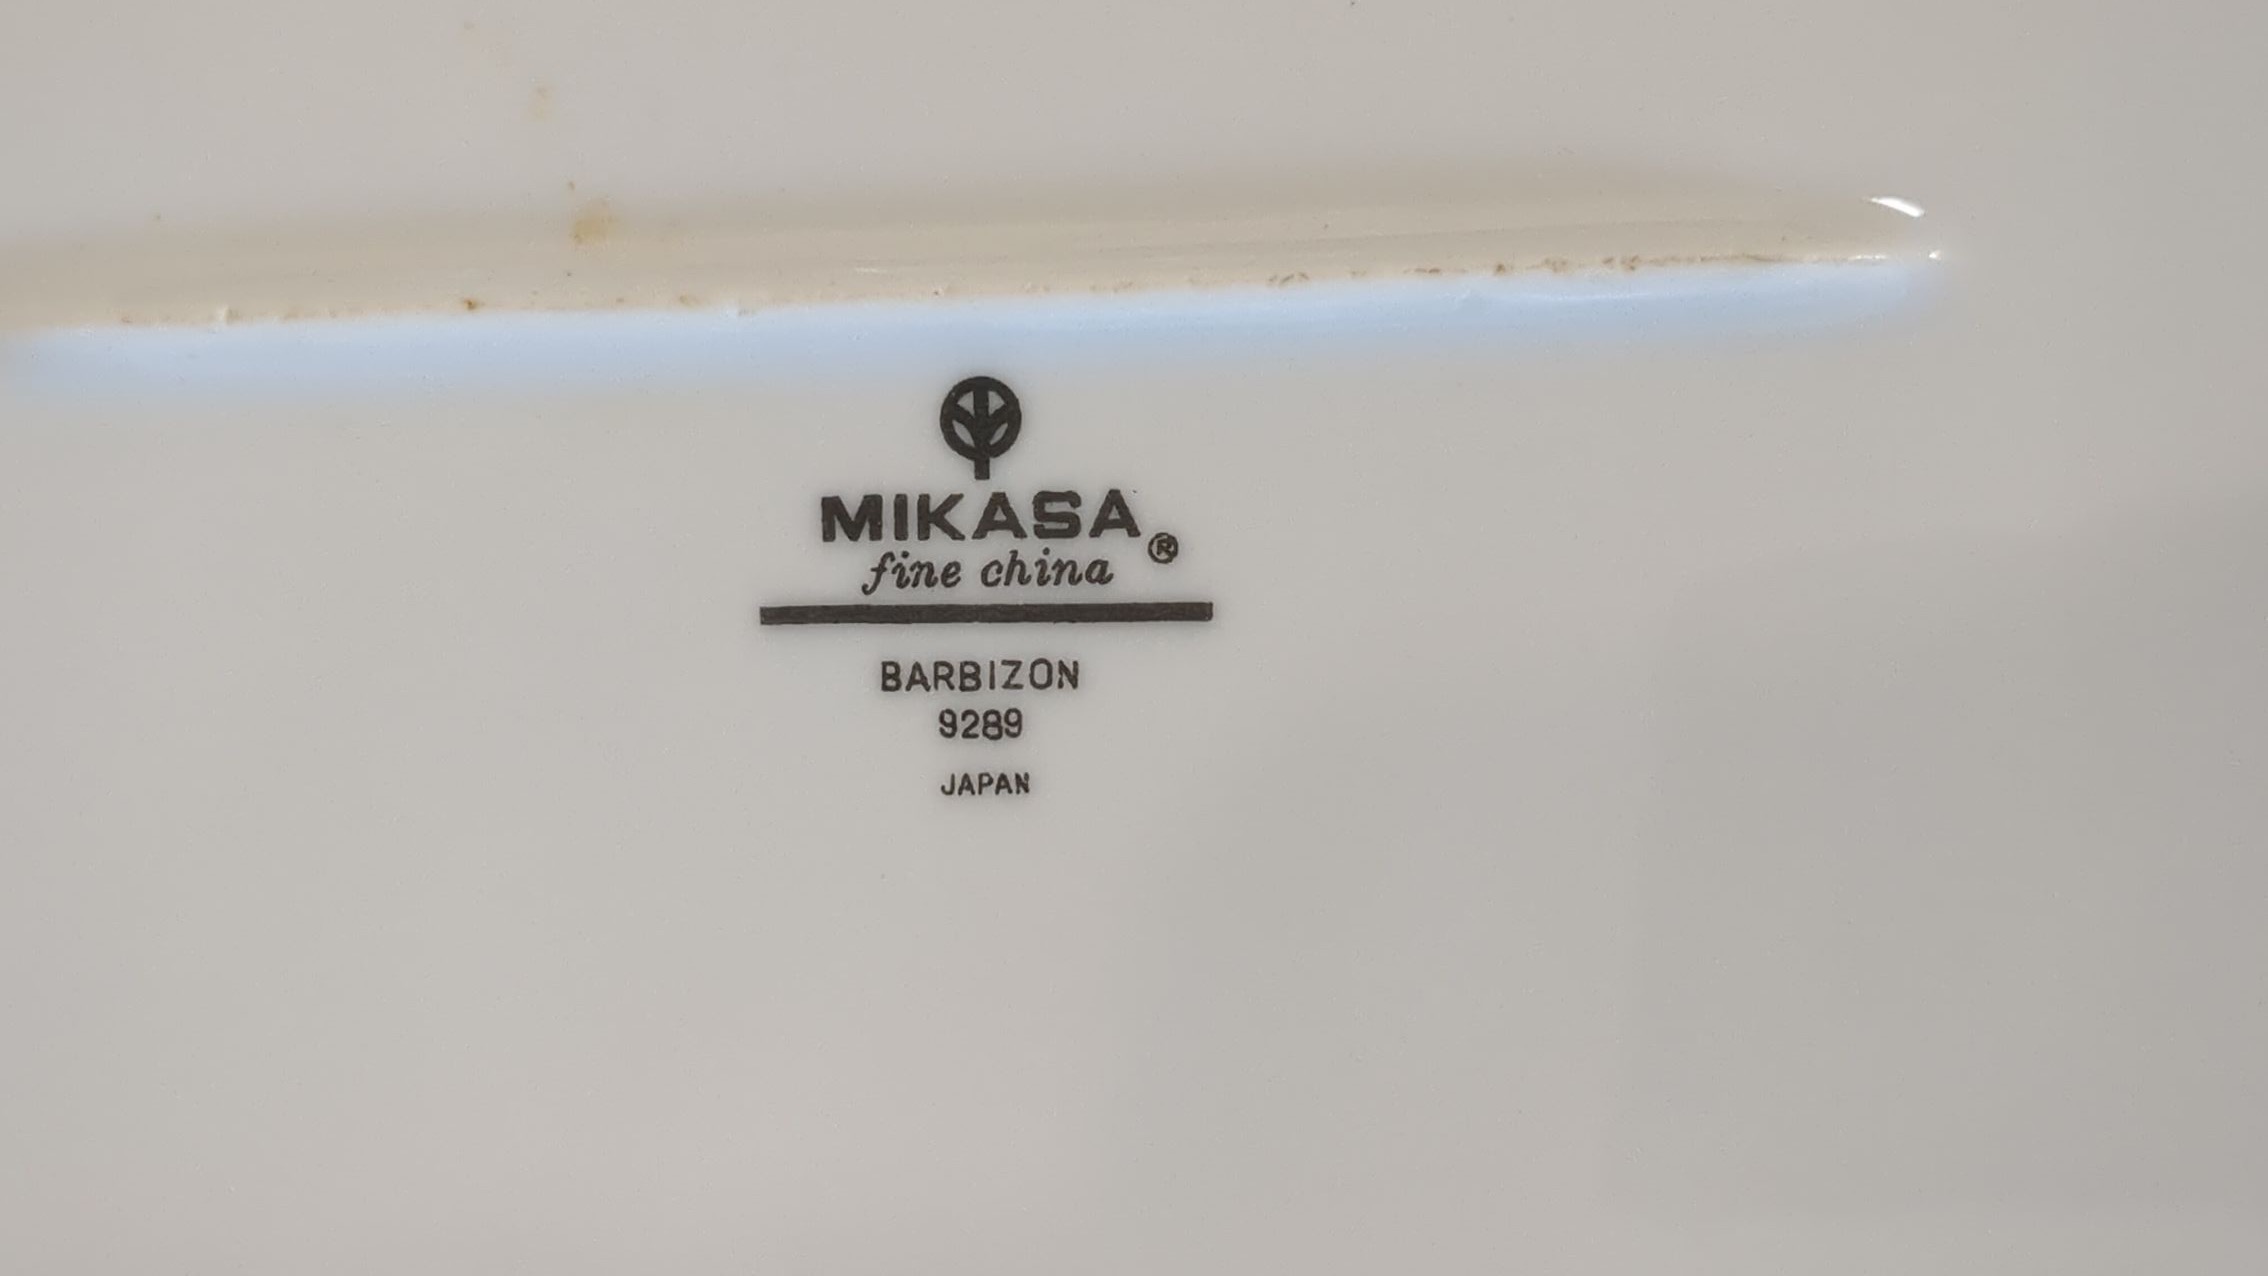 MIKASA®
fine china
BARBIZON
9289
JAPAN